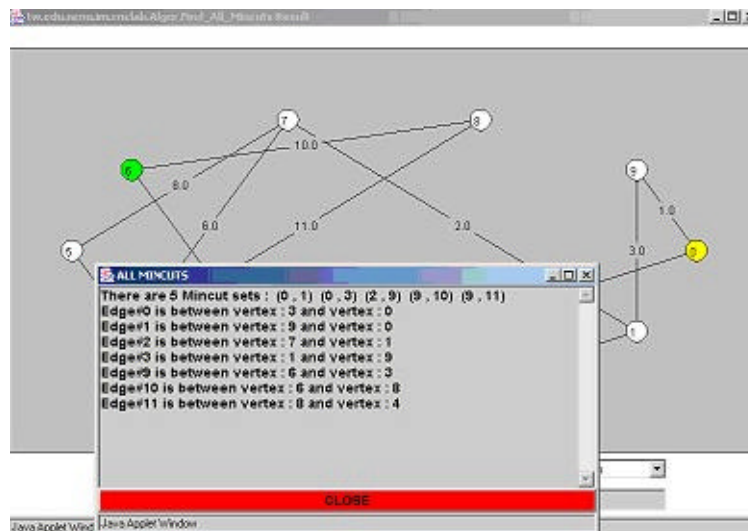 tw.edu.ncnu.im.cnclab.Algor.Find_All_Mincuts Result
7
8
10.0
6
9
8.0
1.0
6.0
11.0
2.0
5
3.0
0
ALL MINCUTS
There are 5 Mincut sets : (0 , 1) (0 , 3) (2 , 9) (9 , 10) (9 , 11)
Edge#0 is between vertex : 3 and vertex : 0
Edge#1 is between vertex : 9 and vertex : 0
Edge#2 is between vertex : 7 and vertex : 1
Edge#3 is between vertex : 1 and vertex : 9
Edge#9 is between vertex : 6 and vertex : 3
Edge#10 is between vertex : 6 and vertex : 8
Edge#11 is between vertex : 8 and vertex : 4
1
CLOSE
Java Applet Wind
Java Applet Window